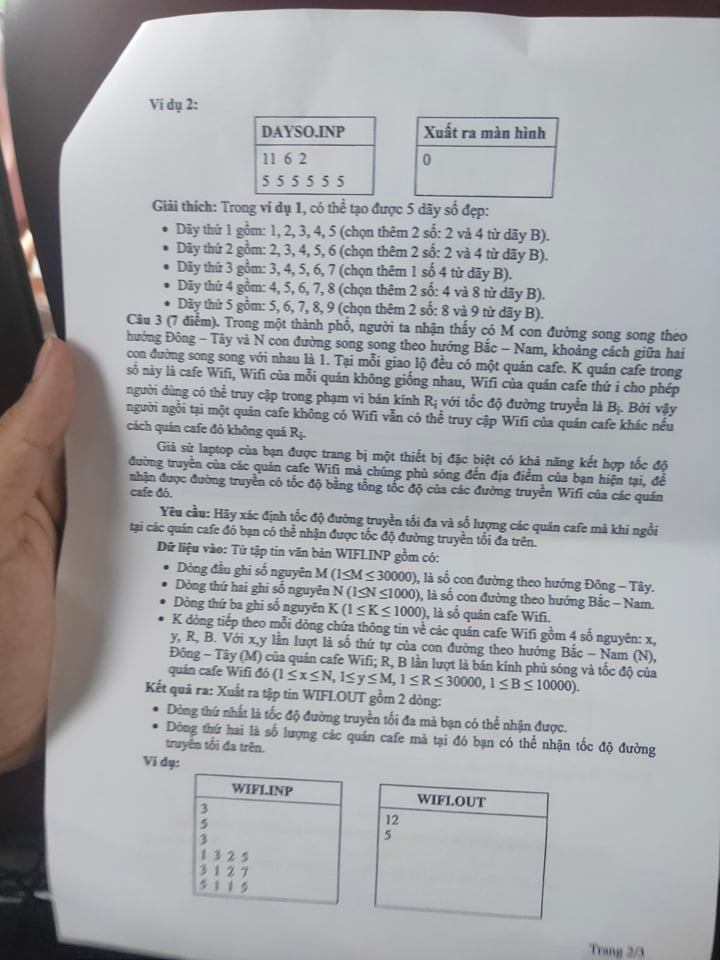 Ví dụ 2:
DAYSO.INP
Xuất ra màn hình
11 6 2
0
5 5 5 5 5 5
Giải thích: Trong ví dụ 1, có thể tạo được 5 dãy số đẹp:
• Dãy thứ 1 gồm: 1, 2, 3, 4, 5 (chọn thêm 2 số: 2 và 4 từ dãy B).
• Dãy thứ 2 gồm: 2, 3, 4, 5, 6 (chọn thêm 2 số: 2 và 4 từ dãy B).
• Dãy thứ 3 gồm: 3, 4, 5, 6, 7 (chọn thêm 1 số 4 từ dãy B).
• Dãy thứ 4 gồm: 4, 5, 6, 7, 8 (chọn thêm 2 số: 4 và 8 từ dãy B).
• Dãy thứ 5 gồm: 5, 6, 7, 8, 9 (chọn thêm 2 số: 8 và 9 từ dãy B).
Câu 3 (7 điểm). Trong một thành phố, người ta nhận thấy có M con đường song song theo
hướng Đông – Tây và N con đường song song theo hướng Bắc – Nam, khoảng cách giữa hai
con đường song song với nhau là 1. Tại mỗi giao lộ đều có một quán cafe. K quán cafe trong
số này là cafe Wifi, Wifi của mỗi quán không giống nhau, Wifi của quán cafe thứ i cho phép
người dùng có thể truy cập trong phạm vi bán kính Ri với tốc độ đường truyền là Bi. Bởi vậy
người ngồi tại một quán cafe không có Wifi vẫn có thể truy cập Wifi của quán cafe khác nếu
cách quán cafe đó không quá Ri.
Giả sử laptop của bạn được trang bị một thiết bị đặc biệt có khả năng kết hợp tốc độ
đường truyền của các quán cafe Wifi mà chúng phủ sóng đến địa điểm của bạn hiện tại, để
nhận được đường truyền có tốc độ bằng tổng tốc độ của các đường truyền Wifi của các quán
cafe đó.
Yêu cầu: Hãy xác định tốc độ đường truyền tối đa và số lượng các quán cafe mà khi ngồi
tại các quán cafe đó bạn có thể nhận được tốc độ đường truyền tối đa trên.
Dữ liệu vào: Từ tập tin văn bản WIFI.INP gồm có:
• Dòng đầu ghi số nguyên M (1≤M ≤ 30000), là số con đường theo hướng Đông – Tây.
• Dòng thứ hai ghi số nguyên N (1≤N ≤1000), là số con đường theo hướng Bắc – Nam.
• Dòng thứ ba ghi số nguyên K (1 ≤ K ≤ 1000), là số quán cafe Wifi.
• K dòng tiếp theo mỗi dòng chứa thông tin về các quán cafe Wifi gồm 4 số nguyên: x,
y, R, B. Với x,y lần lượt là số thứ tự của con đường theo hướng Bắc – Nam (N),
Đông – Tây (M) của quán cafe Wifi; R, B lần lượt là bán kính phủ sóng và tốc độ của
quán cafe Wifi đó (1 ≤ x ≤ N, 1≤ y ≤ M, 1 ≤ R ≤ 30000, 1 ≤ B ≤ 10000).
Kết quả ra: Xuất ra tập tin WIFI.OUT gồm 2 dòng:
• Dòng thứ nhất là tốc độ đường truyền tối đa mà bạn có thể nhận được.
• Dòng thứ hai là số lượng các quán cafe mà tại đó bạn có thể nhận tốc độ đường
truyền tối đa trên.
Ví dụ:
WIFI.INP
WIFI.OUT
3
12
5
5
3
1 3 2 5
3 1 2 7
5 1 1 5
Trang 2/3